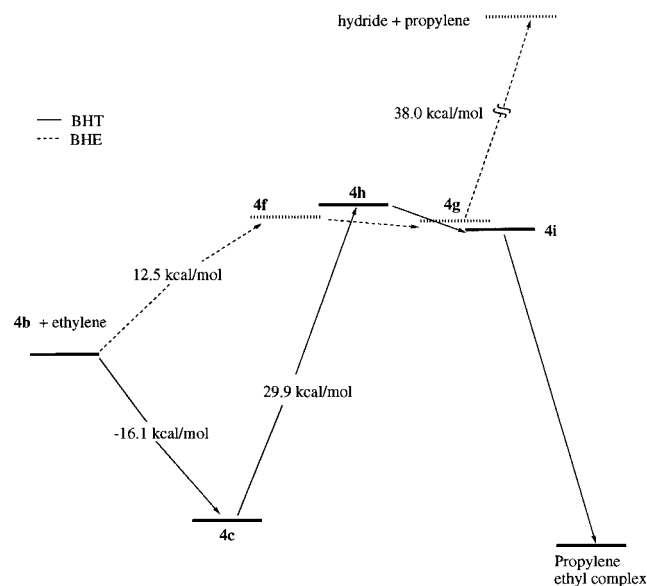 hydride + propylene
38.0 kcal/mol
BHT
BHE
4h
4f
4g
4i
12.5 kcal/mol
4b + ethylene
29.9 kcal/mol
-16.1 kcal/mol
4c
Propylene
ethyl complex